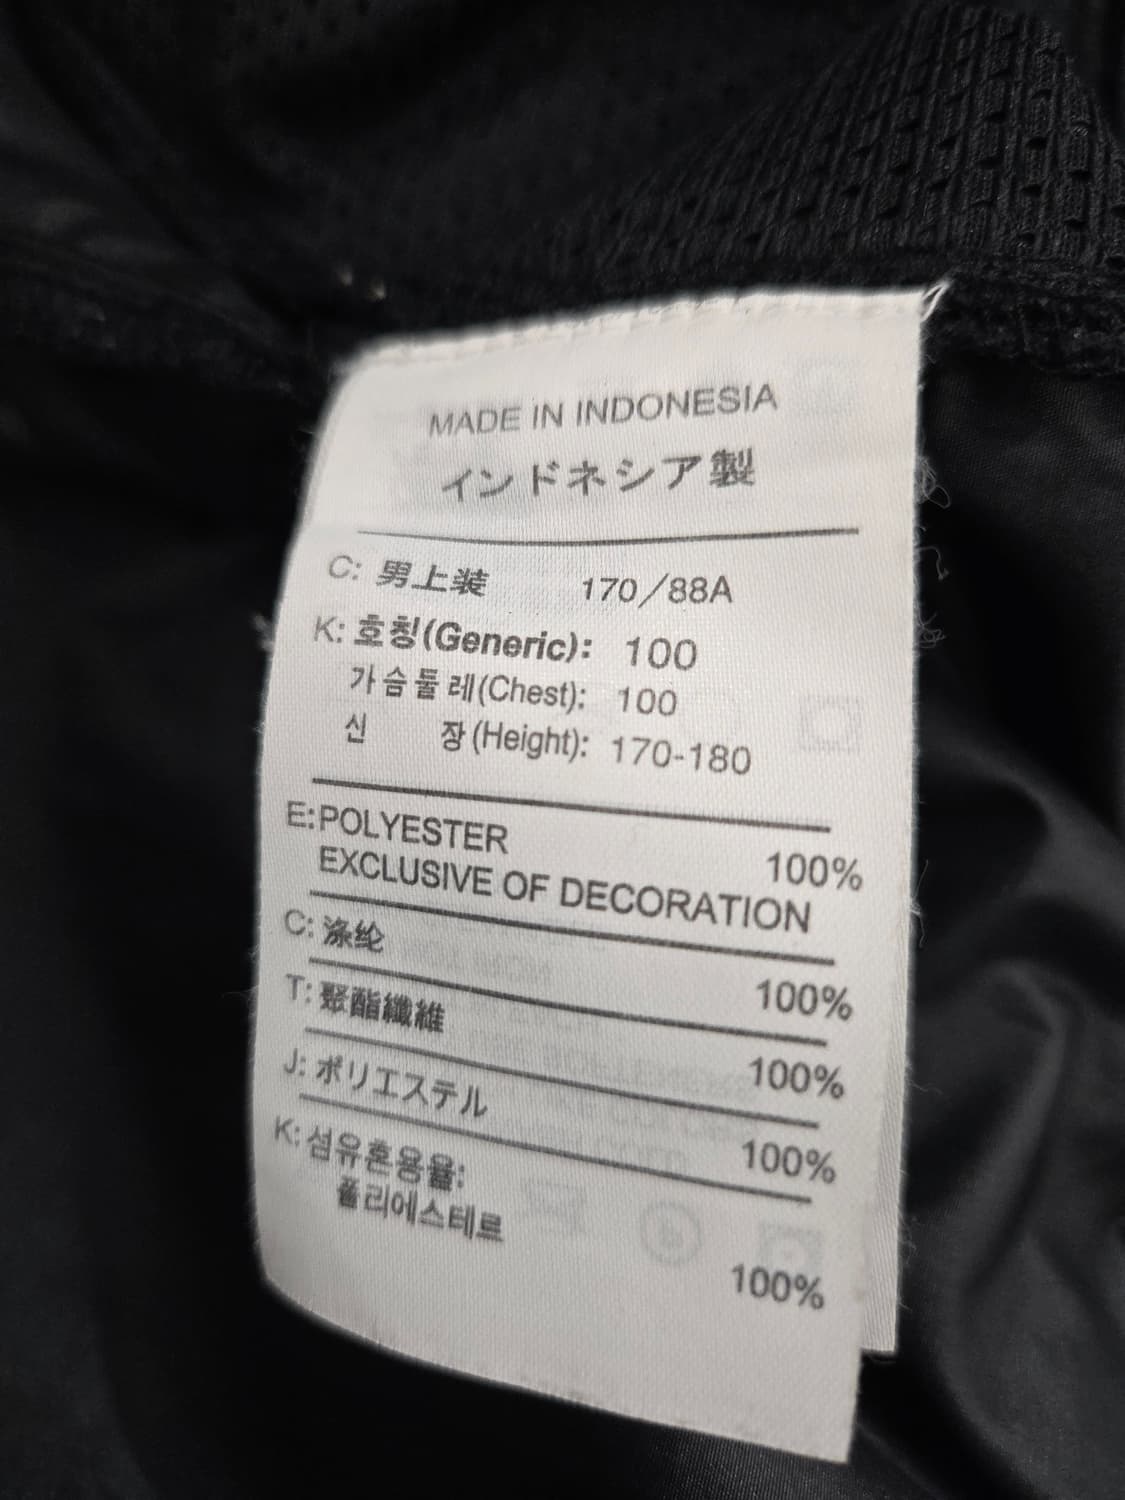 MADE IN INDONESIA
インドネシア製
C: 男上装 170/88A
K: 호칭(Generic): 100
가슴둘레(Chest): 100
신 장(Height): 170-180
E:POLYESTER 100%
EXCLUSIVE OF DECORATION
C: 涤纶 100%
T: 聚酯纖維 100%
J: ポリエステル 100%
K: 섬유혼용율:
폴리에스테르 100%